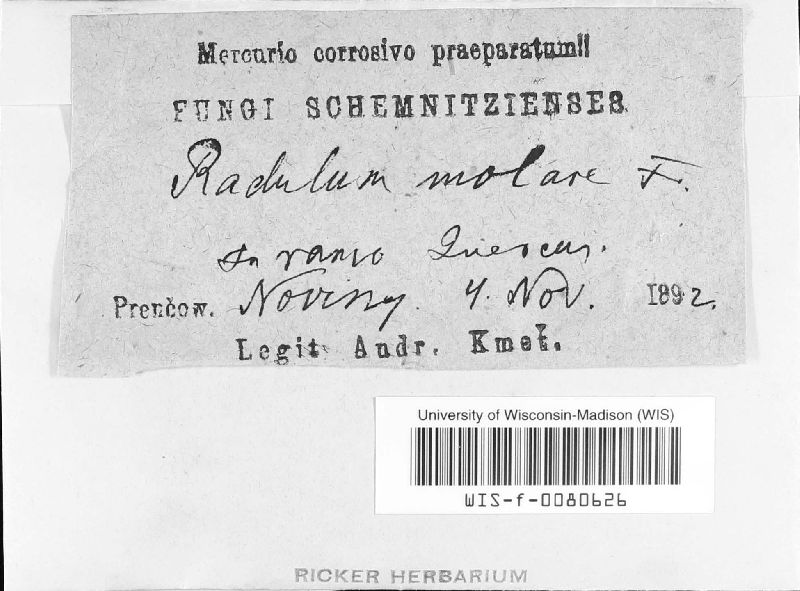 Mercurio corrosivo praeparatum!!
FUNGI SCHEMNITZIENSES
Radulum molare F.
In ramo Quercus.
Prenčow. Noviny. 4. Nov. 1892.
Legit Andr. Kmeť.
University of Wisconsin-Madison (WIS)
WIS-f-0080626
RICKER HERBARIUM